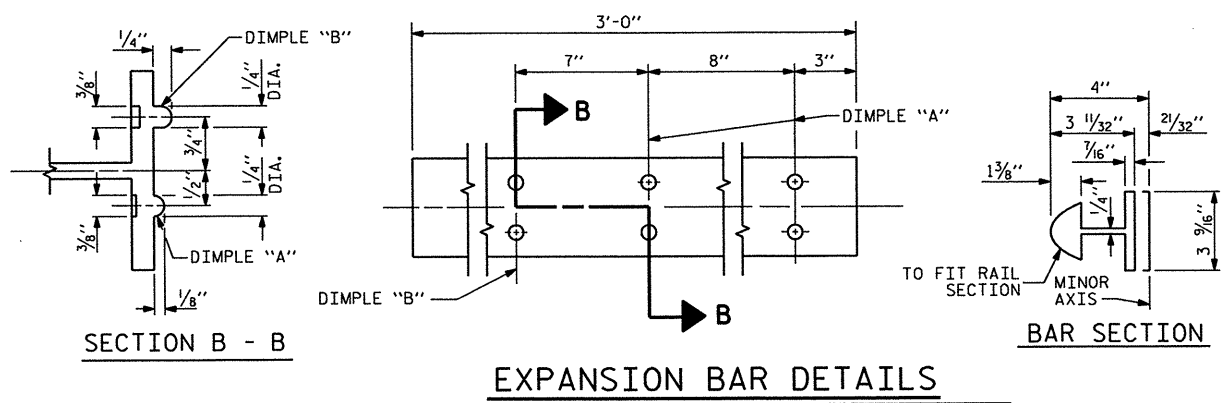 1/4"
DIMPLE "B"
3/8"
1/4"
DIA.
3/4"
1/2"
1/4"
DIA.
3/8"
DIMPLE "A"
1/8"
SECTION B - B
3'-0"
7"
8"
3"
B
DIMPLE "A"
DIMPLE "B"
B
EXPANSION BAR DETAILS
4"
3 11/32"
21/32"
7/16"
1 3/8"
1/4"
3 9/16"
TO FIT RAIL
SECTION
MINOR
AXIS
BAR SECTION